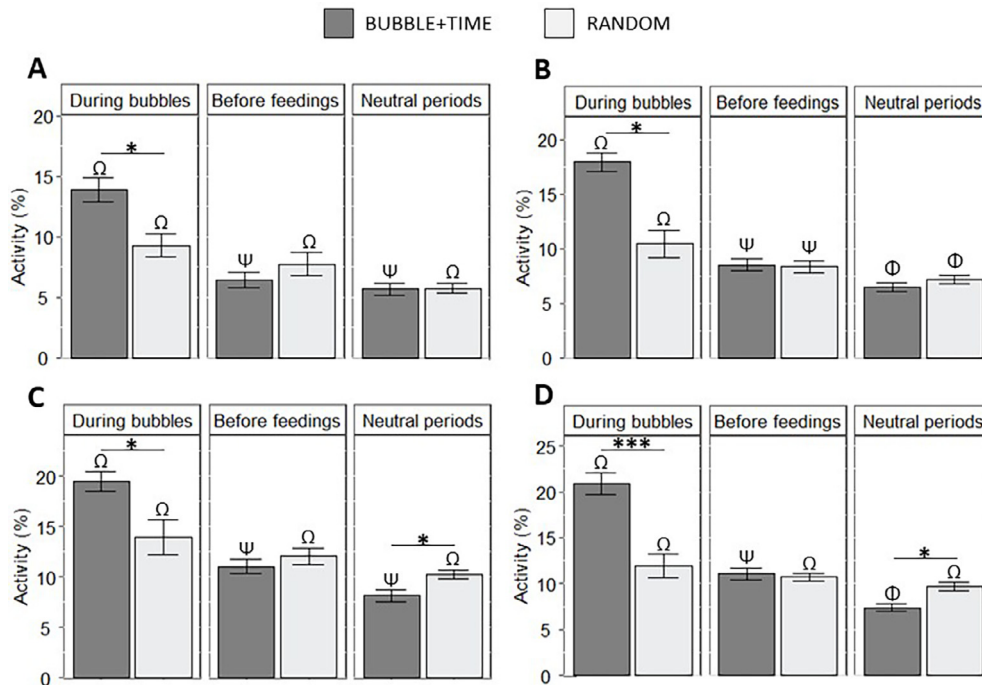 BUBBLE+TIME RANDOM
A
During bubbles Before feedings Neutral periods
Activity (%)
20
15
10
5
0
*
Ω Ω
Ψ Ω
Ψ Ω
B
During bubbles Before feedings Neutral periods
Activity (%)
20
15
10
5
0
*
Ω Ω
Ψ Ψ
Φ Φ
C
During bubbles Before feedings Neutral periods
Activity (%)
20
15
10
5
0
*
Ω Ω
Ψ Ω
*
Ψ Ω
D
During bubbles Before feedings Neutral periods
Activity (%)
25
20
15
10
5
0
***
Ω Ω
Ψ Ω
*
Φ Ω